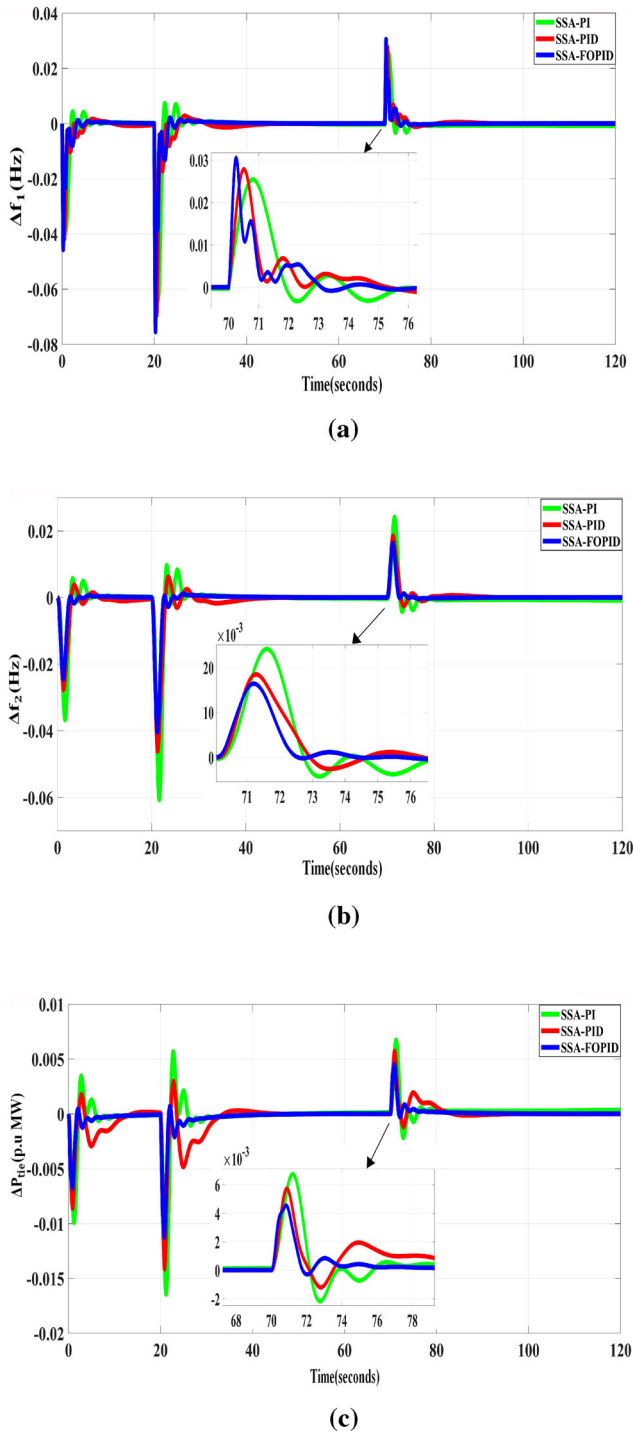 0.04
0.02
0
-0.02
-0.04
-0.06
-0.08
Δf₁(Hz)
SSA-PI
SSA-PID
SSA-FOPID
0.03
0.02
0.01
0
70 71 72 73 74 75 76
0 20 40 60 80 100 120
Time(seconds)
(a)
0.02
0
-0.02
-0.04
-0.06
Δf₂(Hz)
SSA-PI
SSA-PID
SSA-FOPID
×10⁻³
20
10
0
71 72 73 74 75 76
0 20 40 60 80 100 120
Time(seconds)
(b)
0.01
0.005
0
-0.005
-0.01
-0.015
-0.02
ΔPtie(p.u MW)
SSA-PI
SSA-PID
SSA-FOPID
×10⁻³
6
4
2
0
-2
68 70 72 74 76 78
0 20 40 60 80 100 120
Time(seconds)
(c)